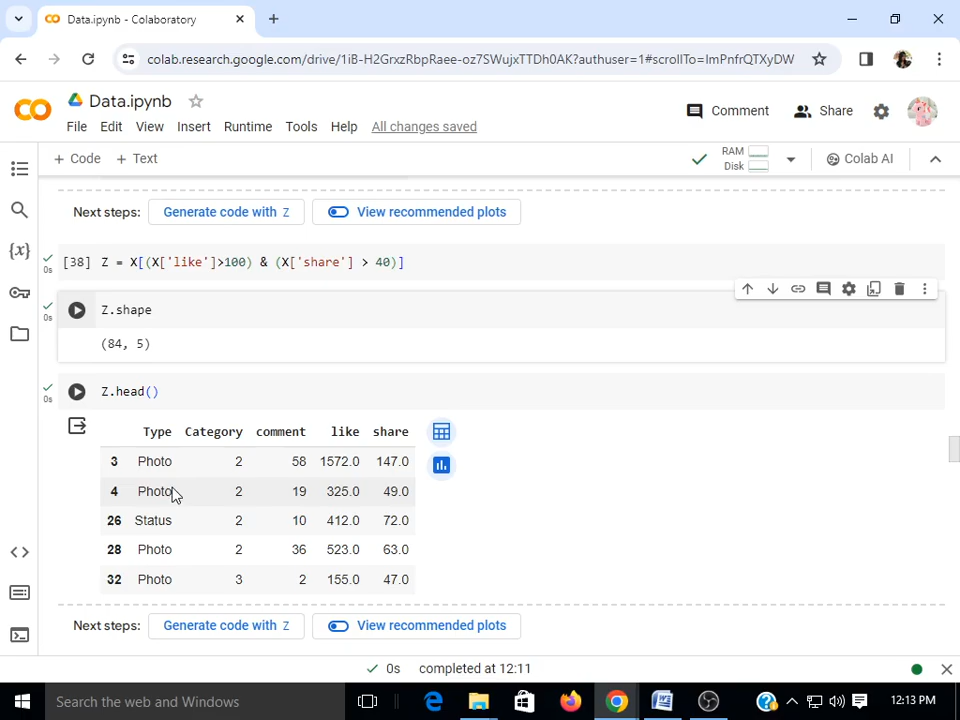 Data.ipynb - Colaboratory
colab.research.google.com/drive/1iB-H2GrxzRbpRaee-oz7SWujxTTDh0AK?authuser=1#scrollTo=ImPnfrQTXyDW
Data.ipynb
File Edit View Insert Runtime Tools Help All changes saved
Comment Share
+ Code + Text
RAM
Disk
Colab AI
Next steps: Generate code with Z View recommended plots
0s
[38] Z = X[(X['like']>100) & (X['share'] > 40)]
0s
Z.shape
(84, 5)
0s
Z.head()
Type Category comment like share
3 Photo 2 58 1572.0 147.0
4 Photo 2 19 325.0 49.0
26 Status 2 10 412.0 72.0
28 Photo 2 36 523.0 63.0
32 Photo 3 2 155.0 47.0
Next steps: Generate code with Z View recommended plots
0s completed at 12:11
Search the web and Windows
12:13 PM